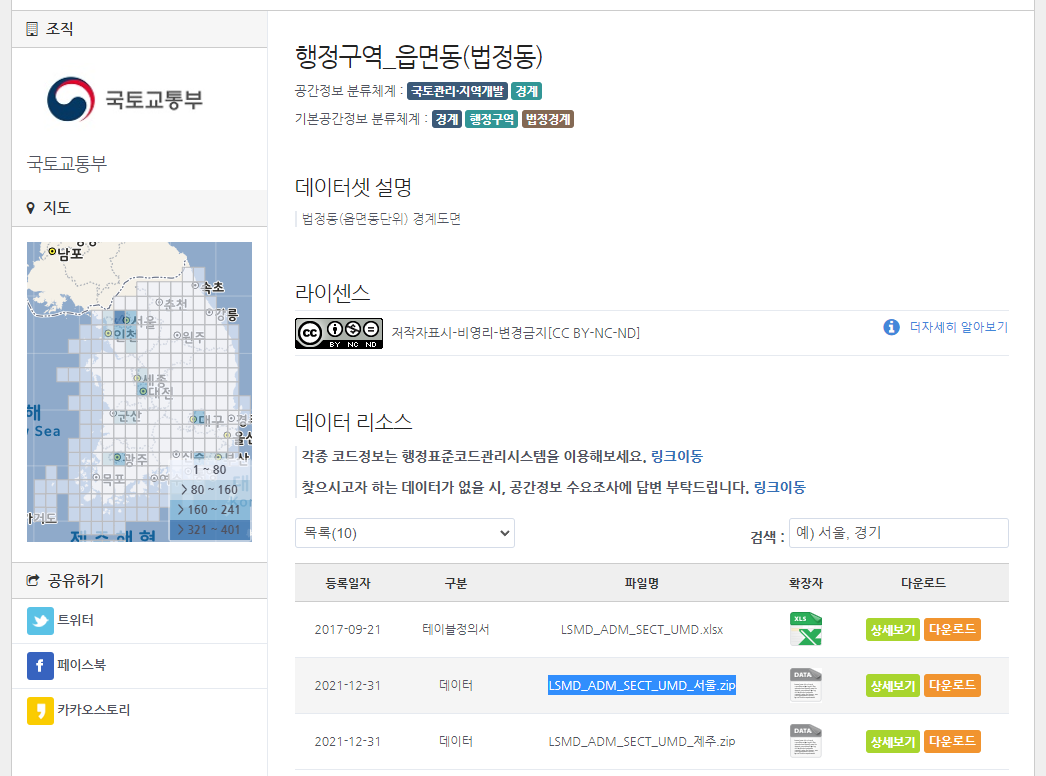 조직
국토교통부
국토교통부
지도
남포
속초
춘천
강릉
서울
인천
원주
세종
대전
해
Sea
군산
대구
광주
목포
1 ~ 80
> 80 ~ 160
> 160 ~ 241
> 321 ~ 401
제주해협
공유하기
트위터
페이스북
카카오스토리
행정구역_읍면동(법정동)
공간정보 분류체계 : 국토관리·지역개발 경계
기본공간정보 분류체계 : 경계 행정구역 법정경계
데이터셋 설명
법정동(읍면동단위) 경계도면
라이센스
cc BY NC ND 저작자표시-비영리-변경금지[CC BY-NC-ND] 더자세히 알아보기
데이터 리소스
각종 코드정보는 행정표준코드관리시스템을 이용해보세요. 링크이동
찾으시고자 하는 데이터가 없을 시, 공간정보 수요조사에 답변 부탁드립니다. 링크이동
목록(10) 검색 : 예) 서울, 경기
등록일자 구분 파일명 확장자 다운로드
2017-09-21 테이블정의서 LSMD_ADM_SECT_UMD.xlsx XLS 상세보기 다운로드
2021-12-31 데이터 LSMD_ADM_SECT_UMD_서울.zip DATA 상세보기 다운로드
2021-12-31 데이터 LSMD_ADM_SECT_UMD_제주.zip DATA 상세보기 다운로드